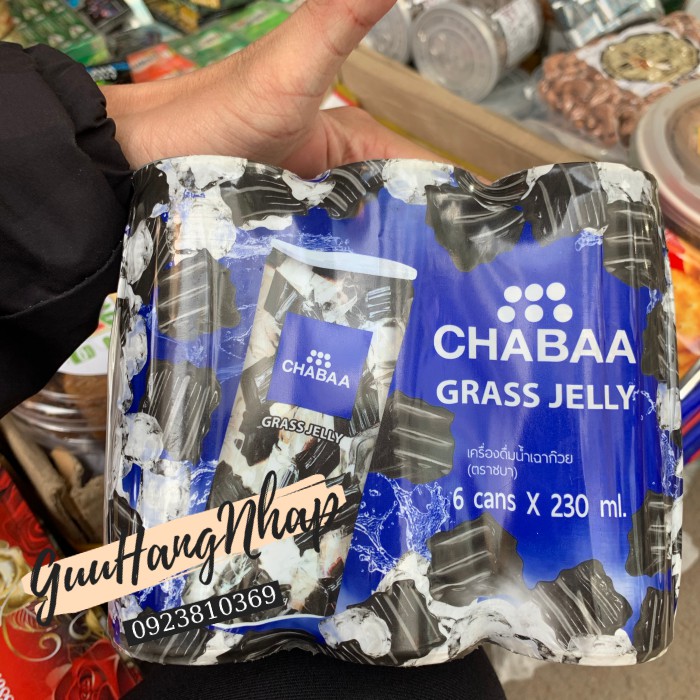 CHABAA
GRASS JELLY
เครื่องดื่มน้ำเฉาก๊วย
(ตราชบา)
6 cans X 230 ml.
CHABAA
GRASS JELLY
GuuHangNhap
0923810369